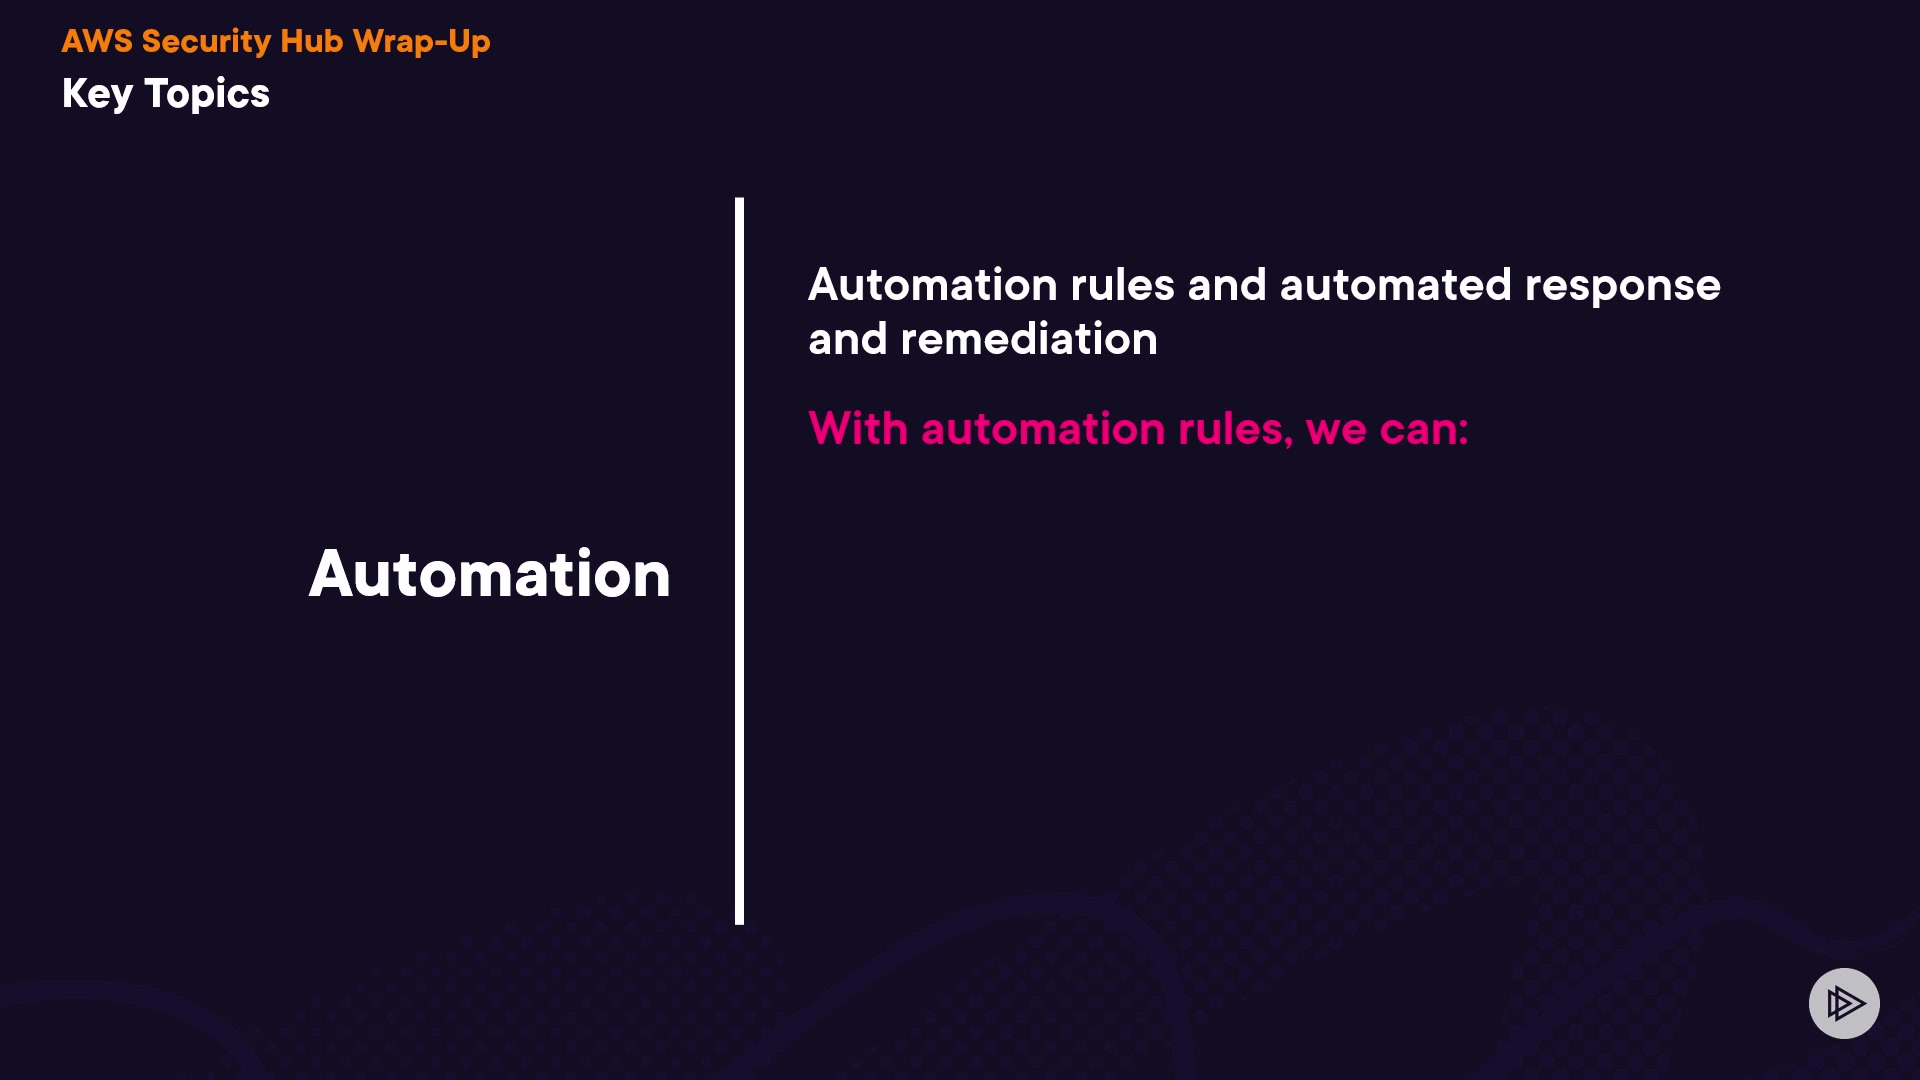 AWS Security Hub Wrap-Up
Key Topics
Automation
Automation rules and automated response
and remediation
With automation rules, we can: